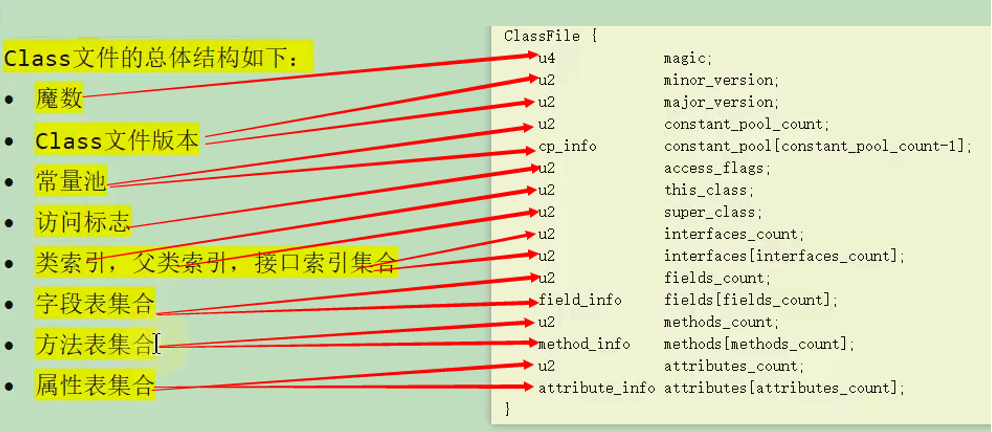 Class文件的总体结构如下：
• 魔数
• Class文件版本
• 常量池
• 访问标志
• 类索引，父类索引，接口索引集合
• 字段表集合
• 方法表集合
• 属性表集合
ClassFile {
u4 magic;
u2 minor_version;
u2 major_version;
u2 constant_pool_count;
cp_info constant_pool[constant_pool_count-1];
u2 access_flags;
u2 this_class;
u2 super_class;
u2 interfaces_count;
u2 interfaces[interfaces_count];
u2 fields_count;
field_info fields[fields_count];
u2 methods_count;
method_info methods[methods_count];
u2 attributes_count;
attribute_info attributes[attributes_count];
}